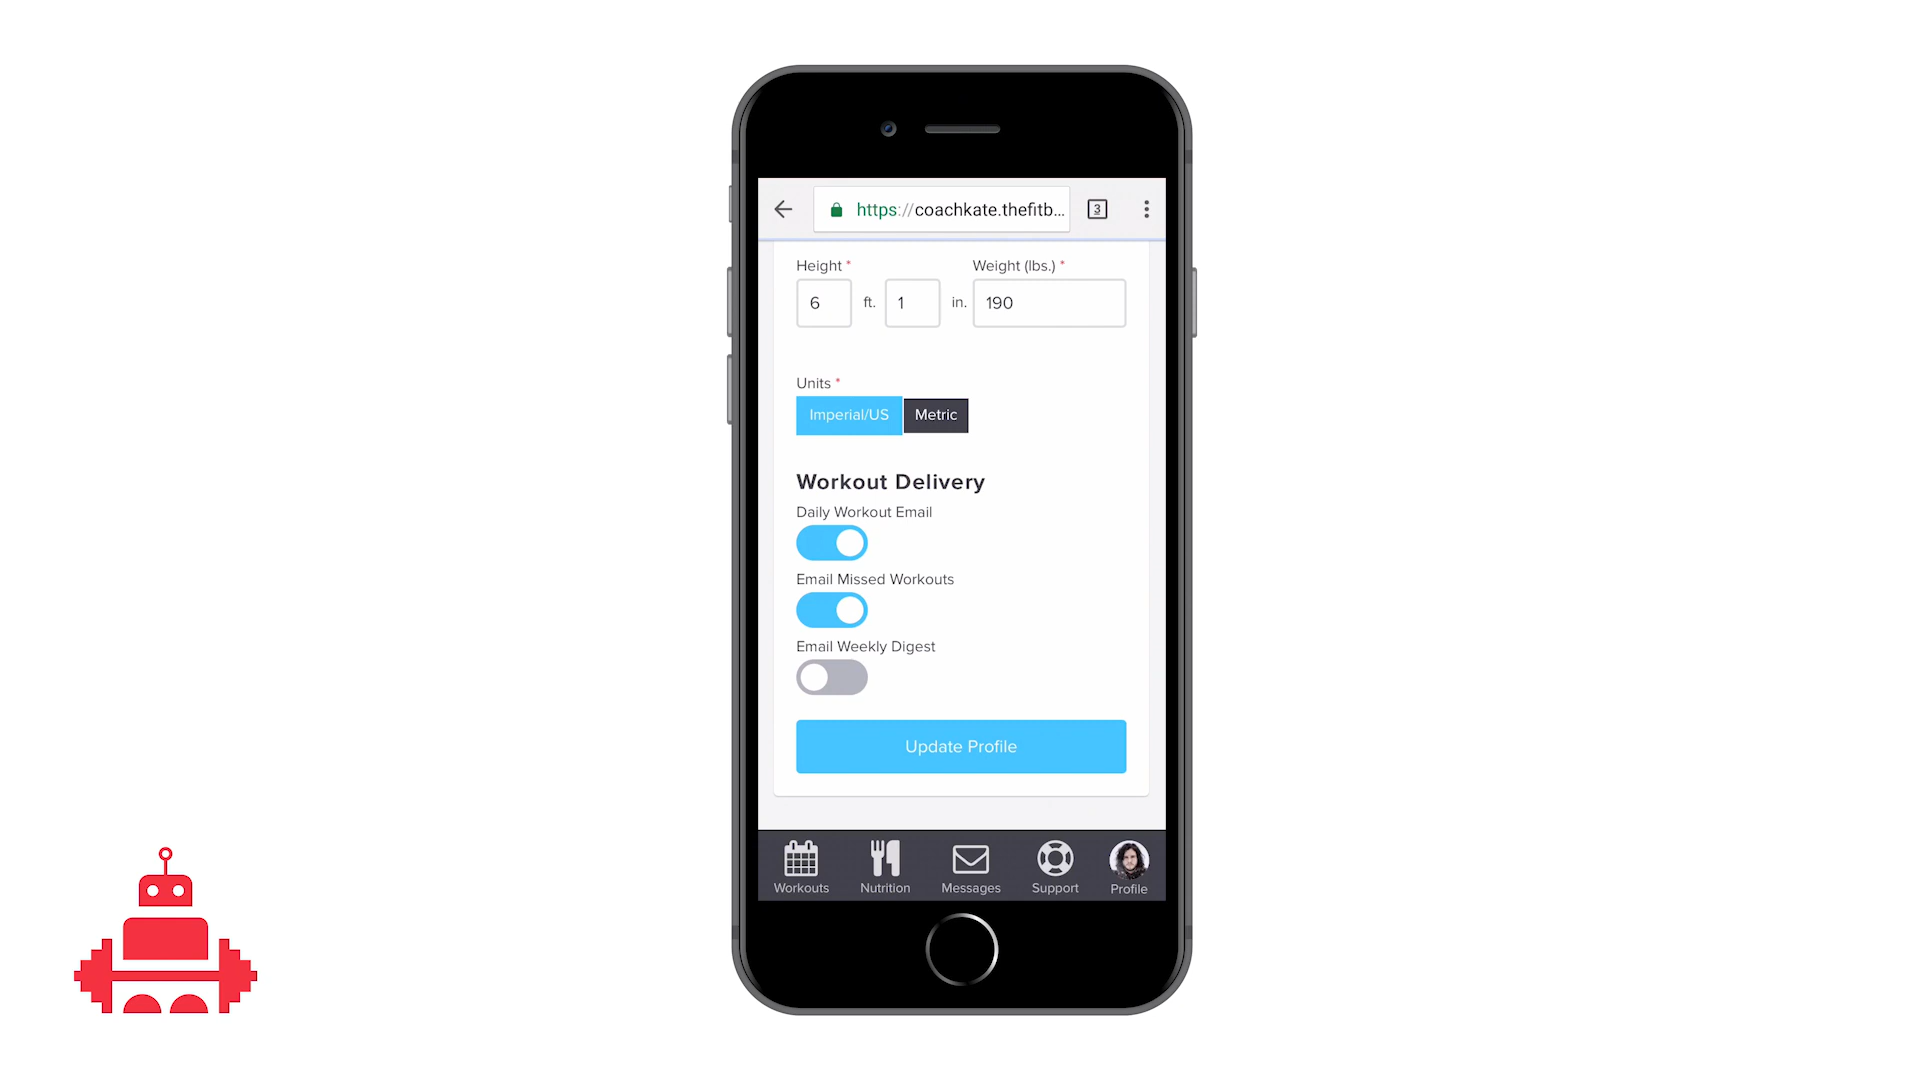 https://coachkate.thefitb...
3
Height *
Weight (lbs.) *
6 ft. 1 in. 190
Units *
Imperial/US Metric
Workout Delivery
Daily Workout Email
Email Missed Workouts
Email Weekly Digest
Update Profile
Workouts Nutrition Messages Support Profile